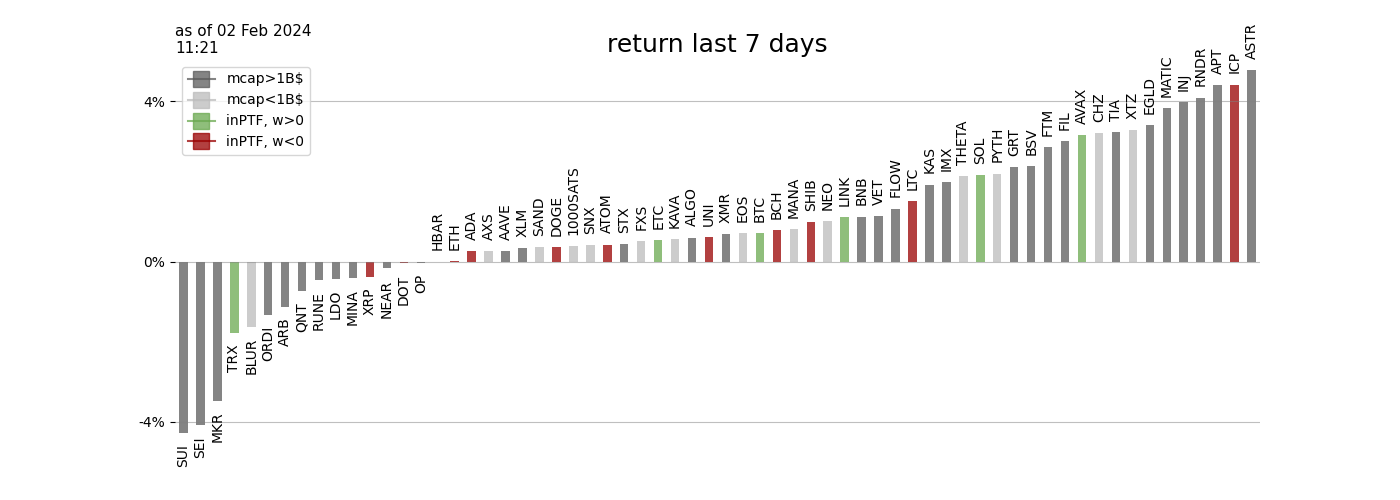 as of 02 Feb 2024
11:21
return last 7 days
mcap>1B$
mcap<1B$
inPTF, w>0
inPTF, w<0
4%
0%
-4%
SUI
SEI
MKR
TRX
BLUR
ORDI
ARB
QNT
RUNE
LDO
MINA
XRP
NEAR
DOT
OP
HBAR
ETH
ADA
AXS
AAVE
XLM
SAND
DOGE
1000SATS
SNX
ATOM
STX
FXS
ETC
KAVA
ALGO
UNI
XMR
EOS
BTC
BCH
MANA
SHIB
NEO
LINK
BNB
VET
FLOW
LTC
KAS
IMX
THETA
SOL
PYTH
GRT
BSV
FTM
FIL
AVAX
CHZ
TIA
XTZ
EGLD
MATIC
INJ
RNDR
APT
ICP
ASTR